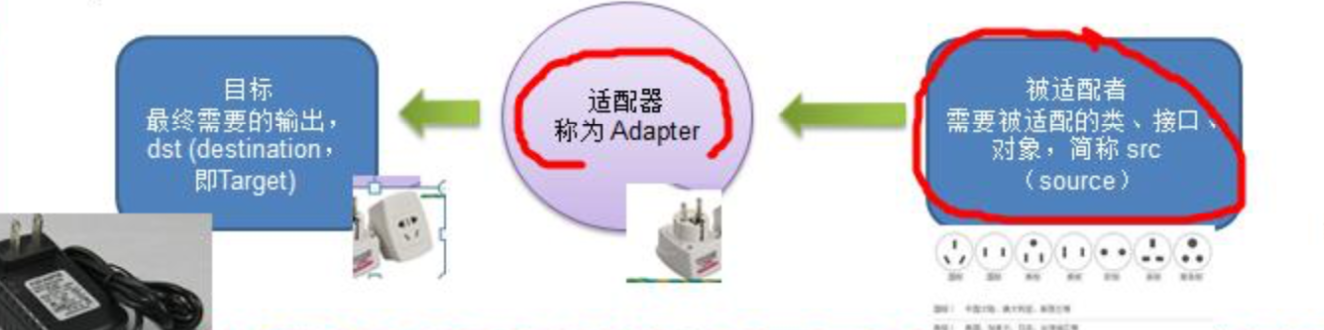 目标
最终需要的输出，
dst (destination，
即Target)
适配器
称为 Adapter
被适配者
需要被适配的类、接口、
对象，简称 src
（source）